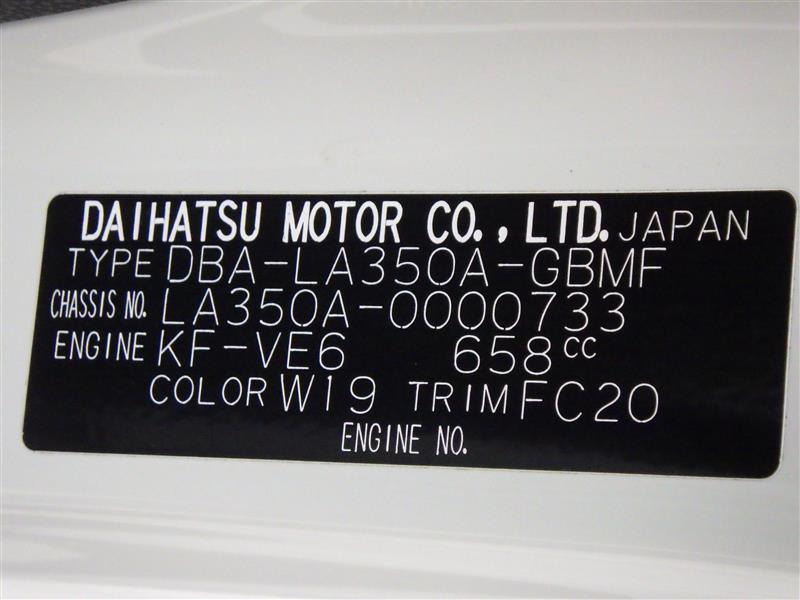 DAIHATSU MOTOR CO., LTD. JAPAN
TYPE DBA-LA350A-GBMF
CHASSIS NO. LA350A-0000733
ENGINE KF-VE6 658cc
COLOR W19 TRIM FC20
ENGINE NO.